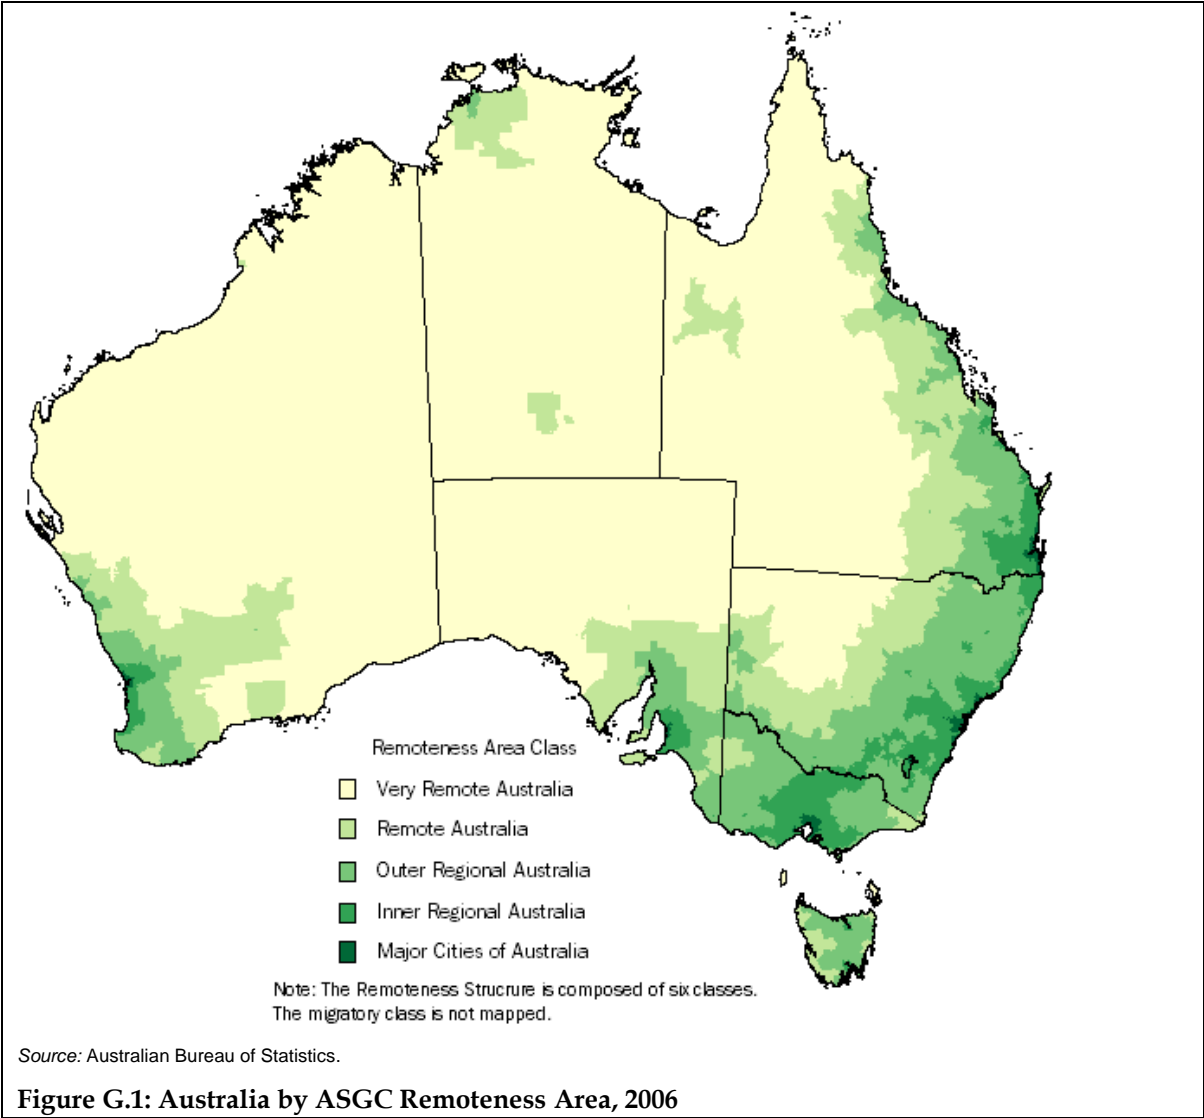 Remoteness Area Class
Very Remote Australia
Remote Australia
Outer Regional Australia
Inner Regional Australia
Major Cities of Australia
Note: The Remoteness Strucrure is composed of six classes.
The migratory class is not mapped.
Source: Australian Bureau of Statistics.
Figure G.1: Australia by ASGC Remoteness Area, 2006